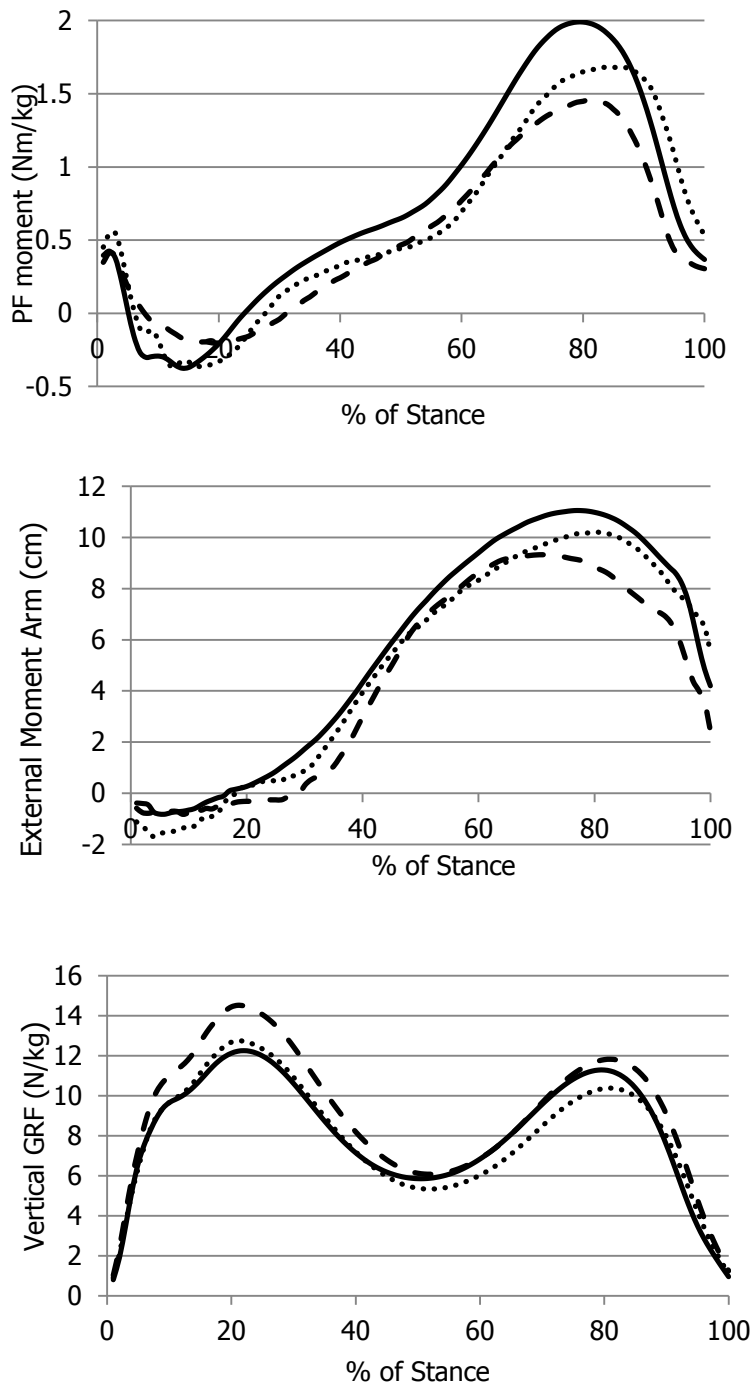 PF moment (Nm/kg)
2
1.5
1
0.5
0
-0.5
0 20 40 60 80 100
% of Stance
External Moment Arm (cm)
12
10
8
6
4
2
0
-2
0 20 40 60 80 100
% of Stance
Vertical GRF (N/kg)
16
14
12
10
8
6
4
2
0
0 20 40 60 80 100
% of Stance